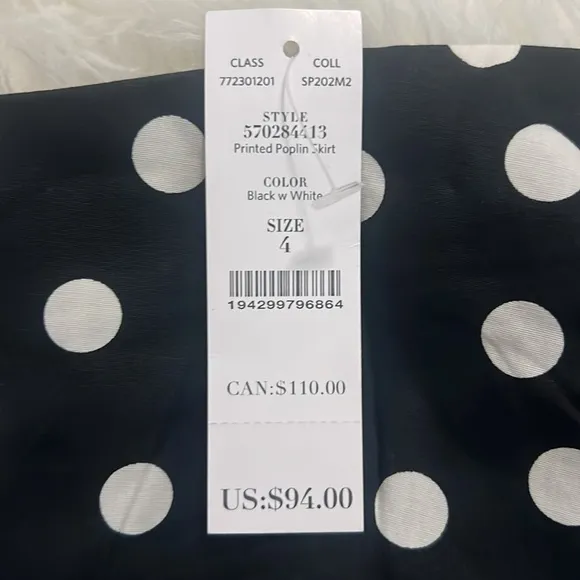 CLASS COLL
772301201 SP202M2
STYLE
570284413
Printed Poplin Skirt
COLOR
Black w White
SIZE
4
194299796864
CAN:$110.00
US:$94.00